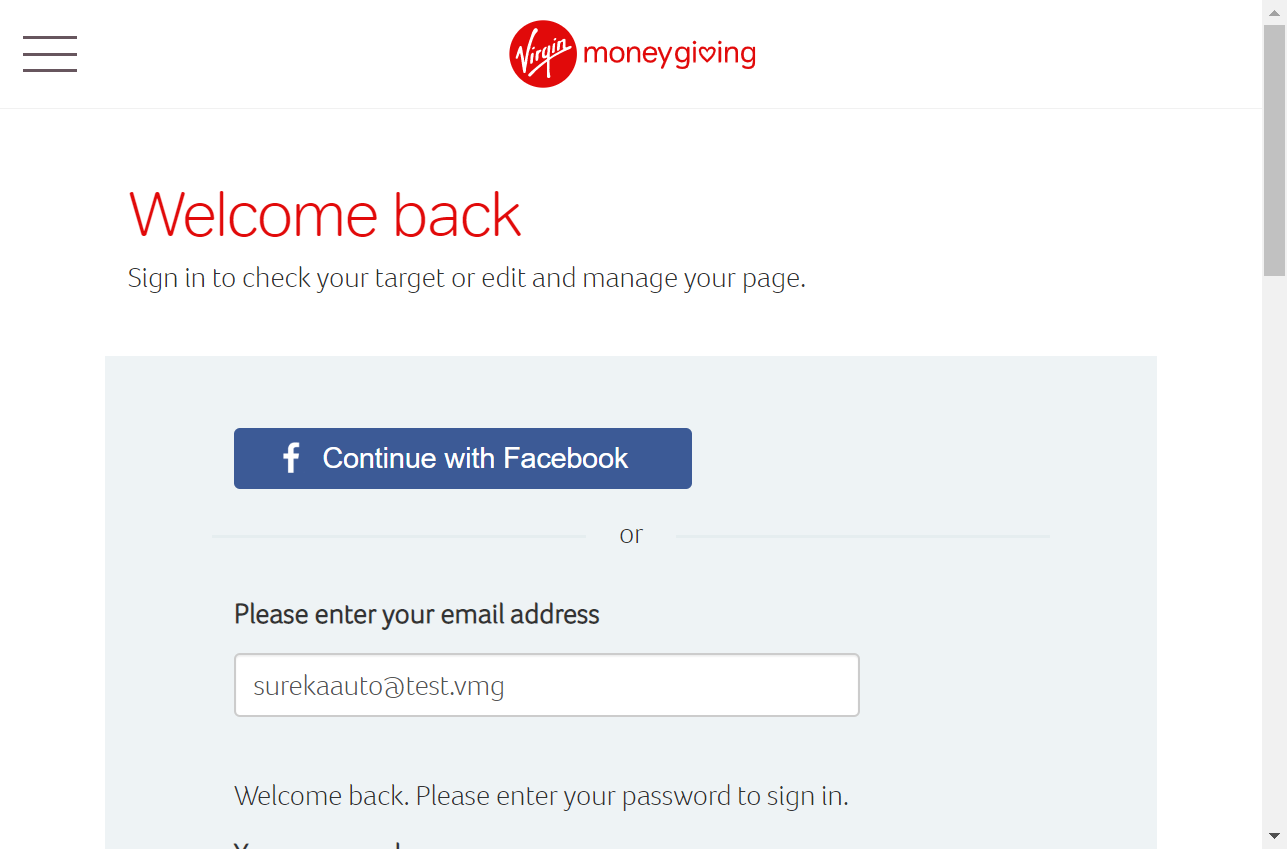 Virgin moneygiving
Welcome back
Sign in to check your target or edit and manage your page.
Continue with Facebook
or
Please enter your email address
surekaauto@test.vmg
Welcome back. Please enter your password to sign in.